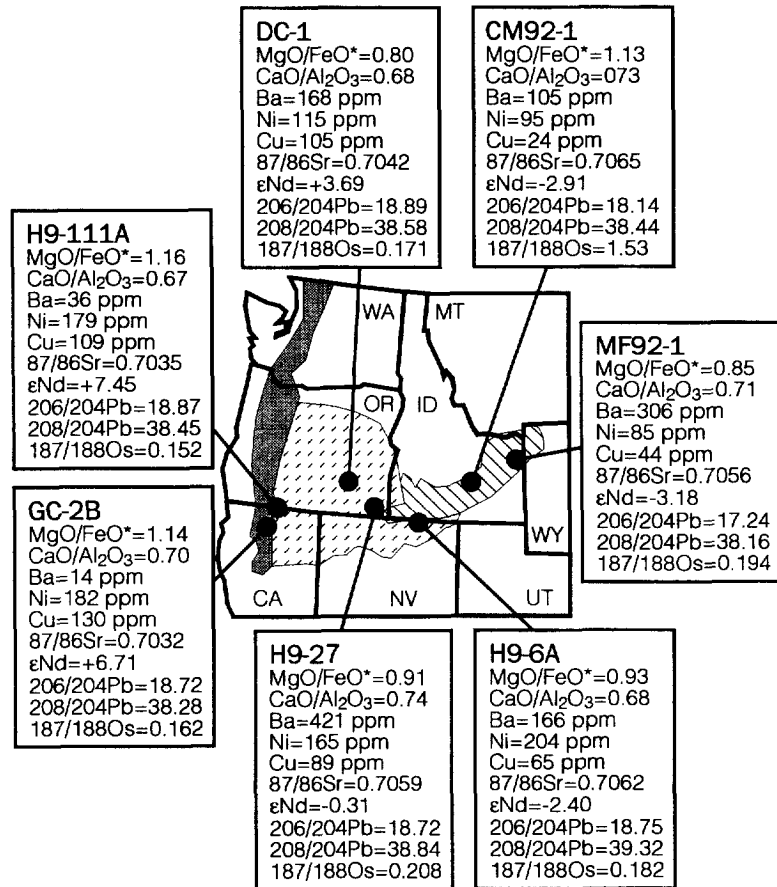 DC-1
MgO/FeO*=0.80
CaO/Al₂O₃=0.68
Ba=168 ppm
Ni=115 ppm
Cu=105 ppm
87/86Sr=0.7042
εNd=+3.69
206/204Pb=18.89
208/204Pb=38.58
187/188Os=0.171
CM92-1
MgO/FeO*=1.13
CaO/Al₂O₃=073
Ba=105 ppm
Ni=95 ppm
Cu=24 ppm
87/86Sr=0.7065
εNd=-2.91
206/204Pb=18.14
208/204Pb=38.44
187/188Os=1.53
H9-111A
MgO/FeO*=1.16
CaO/Al₂O₃=0.67
Ba=36 ppm
Ni=179 ppm
Cu=109 ppm
87/86Sr=0.7035
εNd=+7.45
206/204Pb=18.87
208/204Pb=38.45
187/188Os=0.152
WA
MT
OR
ID
WY
CA
NV
UT
MF92-1
MgO/FeO*=0.85
CaO/Al₂O₃=0.71
Ba=306 ppm
Ni=85 ppm
Cu=44 ppm
87/86Sr=0.7056
εNd=-3.18
206/204Pb=17.24
208/204Pb=38.16
187/188Os=0.194
GC-2B
MgO/FeO*=1.14
CaO/Al₂O₃=0.70
Ba=14 ppm
Ni=182 ppm
Cu=130 ppm
87/86Sr=0.7032
εNd=+6.71
206/204Pb=18.72
208/204Pb=38.28
187/188Os=0.162
H9-27
MgO/FeO*=0.91
CaO/Al₂O₃=0.74
Ba=421 ppm
Ni=165 ppm
Cu=89 ppm
87/86Sr=0.7059
εNd=-0.31
206/204Pb=18.72
208/204Pb=38.84
187/188Os=0.208
H9-6A
MgO/FeO*=0.93
CaO/Al₂O₃=0.68
Ba=166 ppm
Ni=204 ppm
Cu=65 ppm
87/86Sr=0.7062
εNd=-2.40
206/204Pb=18.75
208/204Pb=39.32
187/188Os=0.182